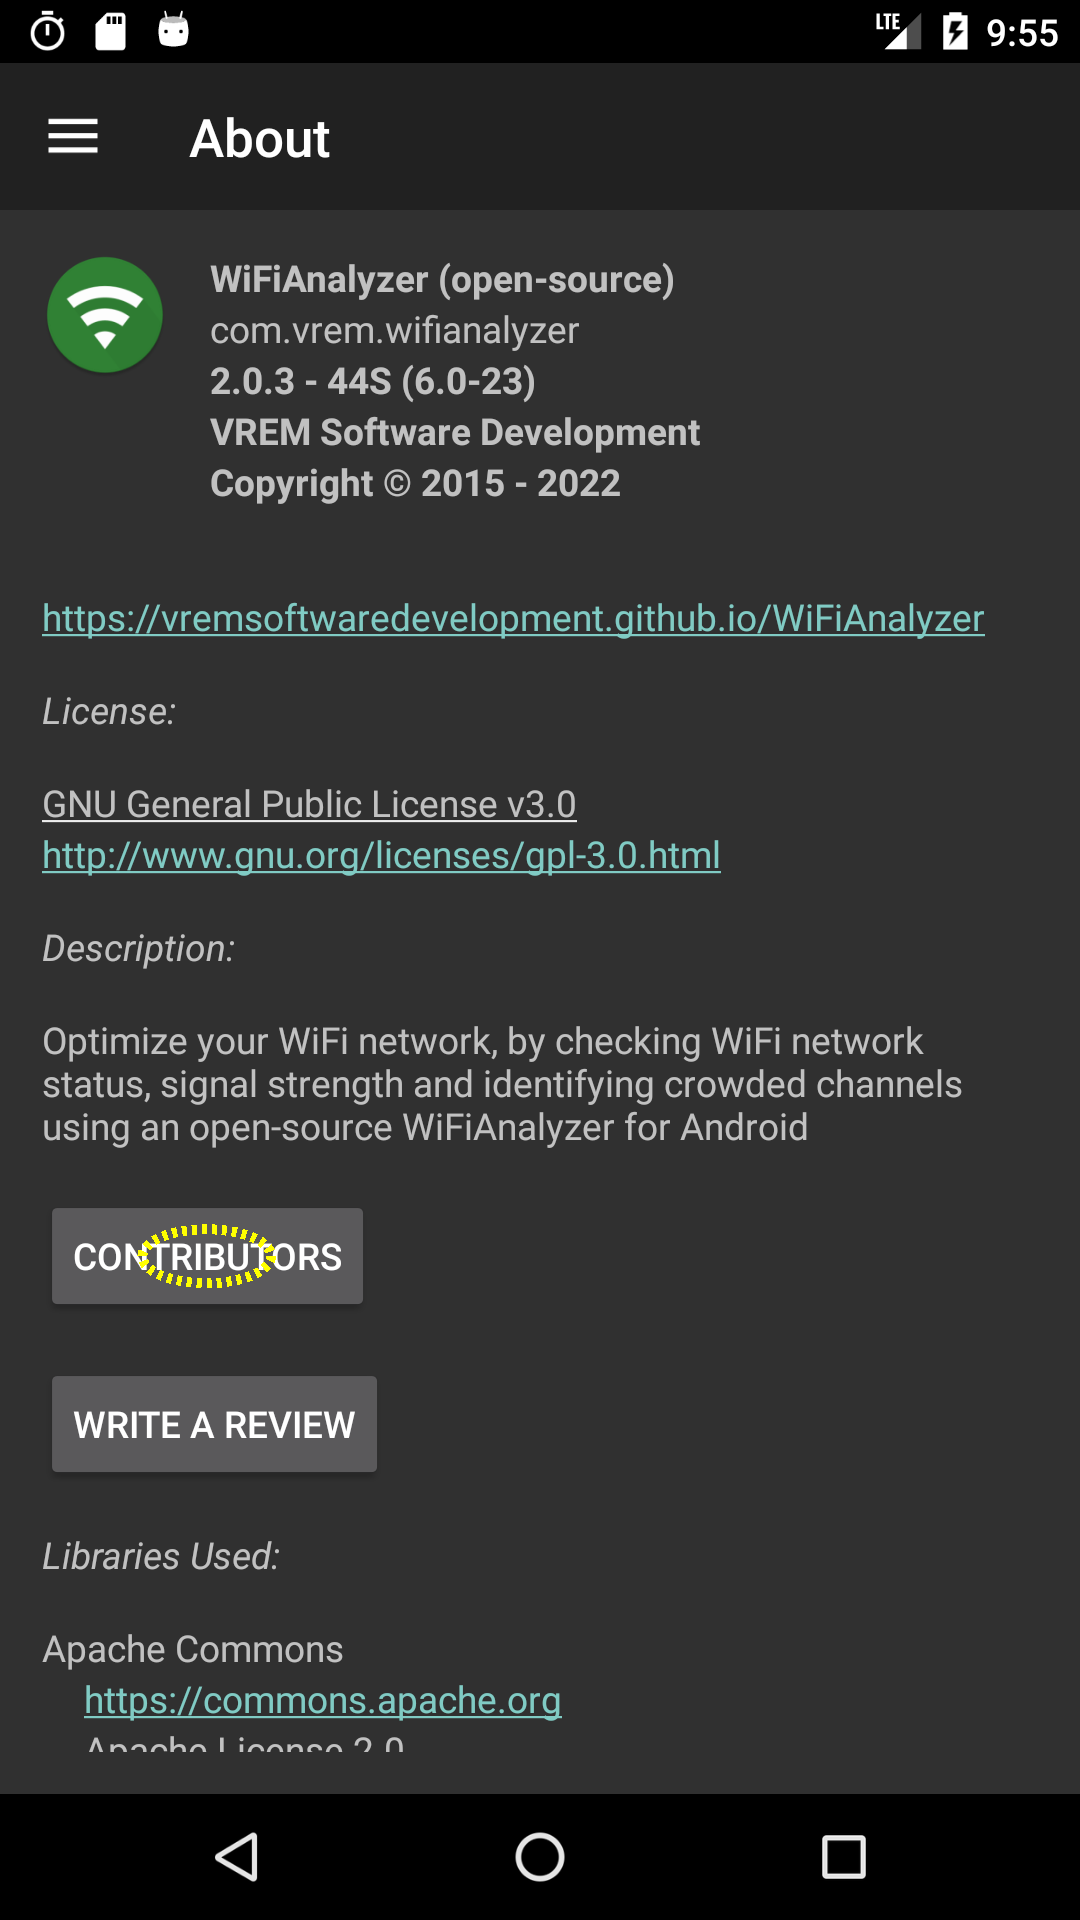 LTE 9:55
About
WiFiAnalyzer (open-source)
com.vrem.wifianalyzer
2.0.3 - 44S (6.0-23)
VREM Software Development
Copyright © 2015 - 2022
https://vremsoftwaredevelopment.github.io/WiFiAnalyzer
License:
GNU General Public License v3.0
http://www.gnu.org/licenses/gpl-3.0.html
Description:
Optimize your WiFi network, by checking WiFi network
status, signal strength and identifying crowded channels
using an open-source WiFiAnalyzer for Android
CONTRIBUTORS
WRITE A REVIEW
Libraries Used:
Apache Commons
https://commons.apache.org
Apache License 2.0